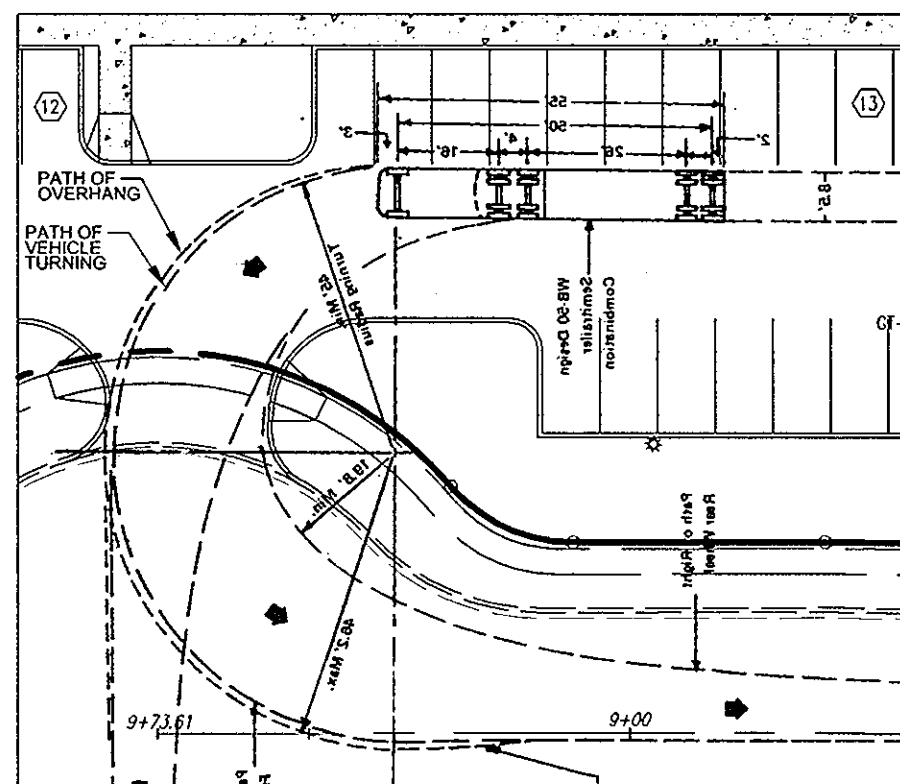 12
13
55
50
3'
16'
4'
26'
2'
8.5'
PATH OF
OVERHANG
PATH OF
VEHICLE
TURNING
45' Min.
Turning Radius
Combination
Semitrailer
WB-50 Design
19.8' Min.
Rear Wheel
Path of Right
46.2' Max.
9+73.61
9+00